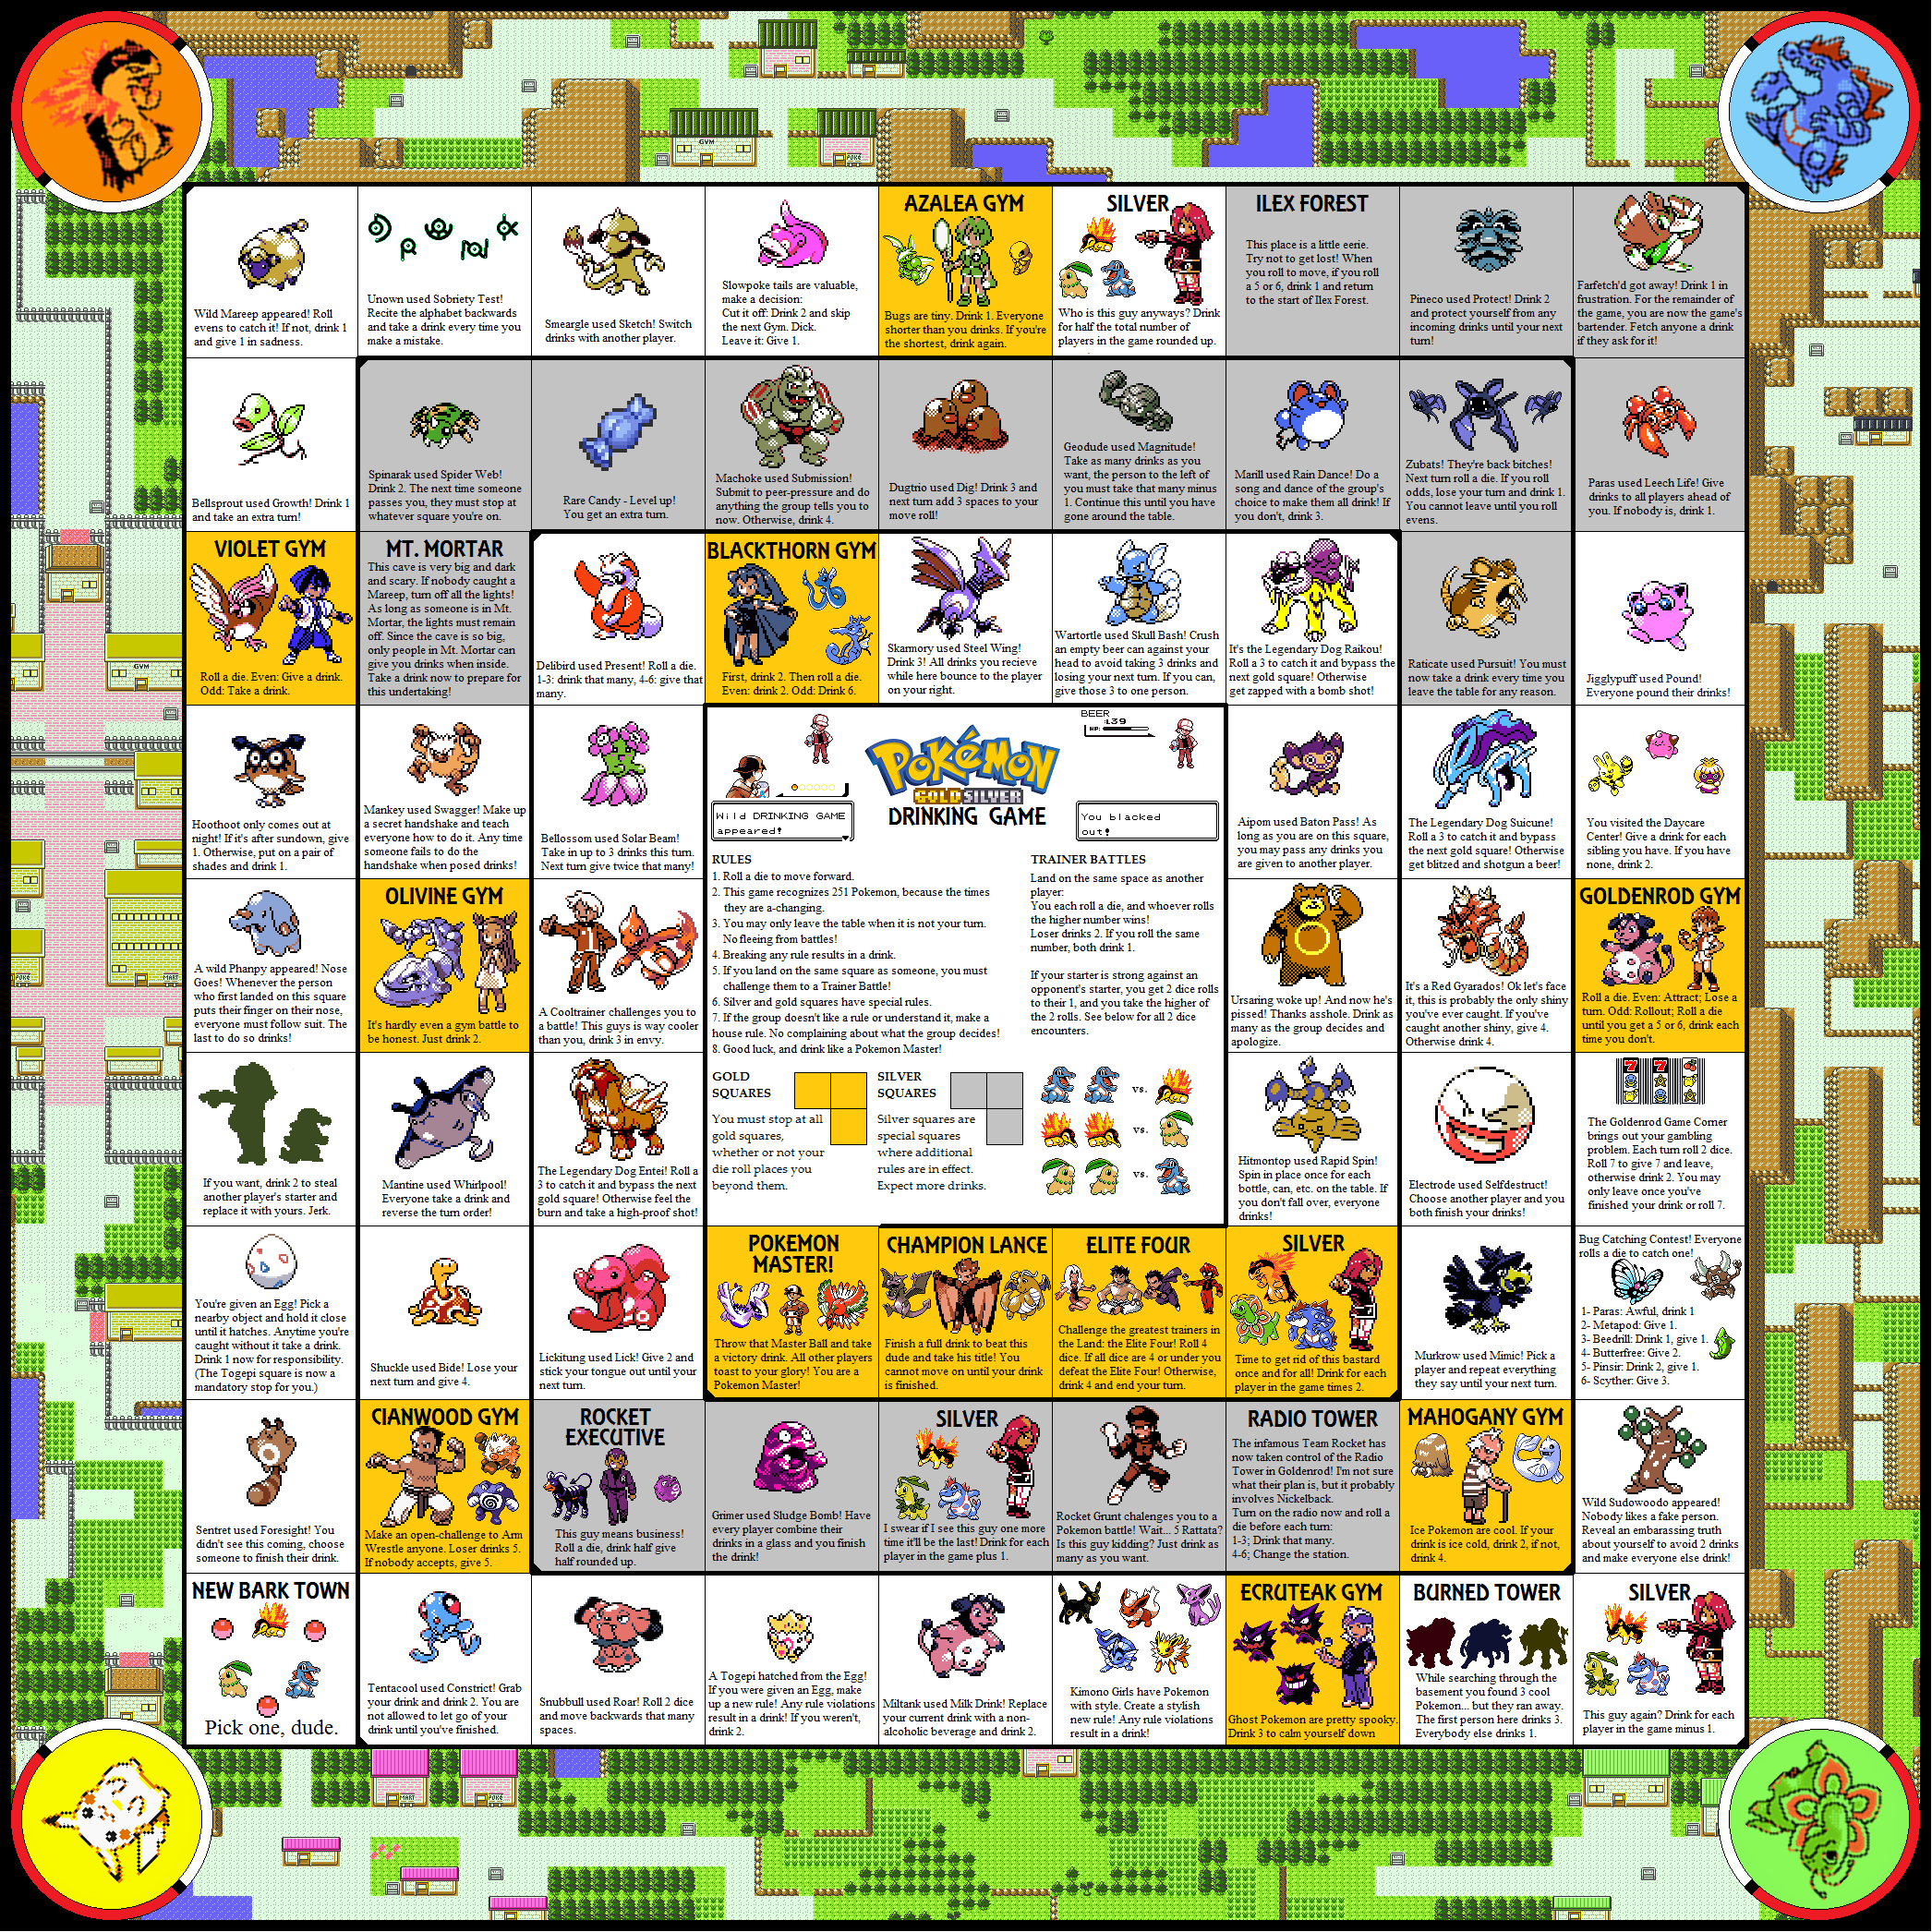 Wild Mareep appeared! Roll
evens to catch it! If not, drink 1
and give 1 in sadness.
Unown used Sobriety Test!
Recite the alphabet backwards
and take a drink every time you
make a mistake.
Smeargle used Sketch! Switch
drinks with another player.
Slowpoke tails are valuable,
make a decision:
Cut it off: Drink 2 and skip
the next Gym. Dick.
Leave it: Give 1.
AZALEA GYM
Bugs are tiny. Drink 1. Everyone
shorter than you drinks. If you're
the shortest, drink again.
SILVER
Who is this guy anyways? Drink
for half the total number of
players in the game rounded up.
ILEX FOREST
This place is a little eerie.
Try not to get lost! When
you roll to move, if you roll
a 5 or 6, drink 1 and return
to the start of Ilex Forest.
Pineco used Protect! Drink 2
and protect yourself from any
incoming drinks until your next
turn!
Farfetch'd got away! Drink 1 in
frustration. For the remainder of
the game, you are now the game's
bartender. Fetch anyone a drink
if they ask for it!
Bellsprout used Growth! Drink 1
and take an extra turn!
Spinarak used Spider Web!
Drink 2. The next time someone
passes you, they must stop at
whatever square you're on.
Rare Candy - Level up!
You get an extra turn.
Machoke used Submission!
Submit to peer-pressure and do
anything the group tells you to
now. Otherwise, drink 4.
Dugtrio used Dig! Drink 3 and
next turn add 3 spaces to your
move roll!
Geodude used Magnitude!
Take as many drinks as you
want, the person to the left of
you must take that many minus
1. Continue this until you have
gone around the table.
Marill used Rain Dance! Do a
song and dance of the group's
choice to make them all drink! If
you don't, drink 3.
Zubats! They're back bitches!
Next turn roll a die. If you roll
odds, lose your turn and drink 1.
You cannot leave until you roll
evens.
Paras used Leech Life! Give
drinks to all players ahead of
you. If nobody is, drink 1.
VIOLET GYM
Roll a die. Even: Give a drink.
Odd: Take a drink.
MT. MORTAR
This cave is very big and dark
and scary. If nobody caught a
Mareep, turn off all the lights!
As long as someone is in Mt.
Mortar, the lights must remain
off. Since the cave is so big,
only people in Mt. Mortar can
give you drinks when inside.
Take a drink now to prepare for
this undertaking!
Delibird used Present! Roll a die.
1-3: drink that many, 4-6: give that
many.
BLACKTHORN GYM
First, drink 2. Then roll a die.
Even: drink 2. Odd: Drink 6.
Skarmory used Steel Wing!
Drink 3! All drinks you recieve
while here bounce to the player
on your right.
Wartortle used Skull Bash! Crush
an empty beer can against your
head to avoid taking 3 drinks and
losing your next turn. If you can,
give those 3 to one person.
It's the Legendary Dog Raikou!
Roll a 3 to catch it and bypass the
next gold square! Otherwise
get zapped with a bomb shot!
Raticate used Pursuit! You must
now take a drink every time you
leave the table for any reason.
Jigglypuff used Pound!
Everyone pound their drinks!
Hoothoot only comes out at
night! If it's after sundown, give
1. Otherwise, put on a pair of
shades and drink 1.
Mankey used Swagger! Make up
a secret handshake and teach
everyone how to do it. Any time
someone fails to do the
handshake when posed drinks!
Bellossom used Solar Beam!
Take in up to 3 drinks this turn.
Next turn give twice that many!
Wild DRINKING GAME
appeared!
POKéMON
GOLD SILVER
DRINKING GAME
BEER
:L39
HP:
You blacked
out!
RULES
1. Roll a die to move forward.
2. This game recognizes 251 Pokemon, because the times
they are a-changing.
3. You may only leave the table when it is not your turn.
No fleeing from battles!
4. Breaking any rule results in a drink.
5. If you land on the same square as someone, you must
challenge them to a Trainer Battle!
6. Silver and gold squares have special rules.
7. If the group doesn't like a rule or understand it, make a
house rule. No complaining about what the group decides!
8. Good luck, and drink like a Pokemon Master!
TRAINER BATTLES
Land on the same space as another
player:
You each roll a die, and whoever rolls
the higher number wins!
Loser drinks 2. If you roll the same
number, both drink 1.
If your starter is strong against an
opponent's starter, you get 2 dice rolls
to their 1, and you take the higher of
the 2 rolls. See below for all 2 dice
encounters.
GOLD
SQUARES
You must stop at all
gold squares,
whether or not your
die roll places you
beyond them.
SILVER
SQUARES
Silver squares are
special squares
where additional
rules are in effect.
Expect more drinks.
vs.
vs.
vs.
Aipom used Baton Pass! As
long as you are on this square,
you may pass any drinks you
are given to another player.
The Legendary Dog Suicune!
Roll a 3 to catch it and bypass
the next gold square! Otherwise
get blitzed and shotgun a beer!
You visited the Daycare
Center! Give a drink for each
sibling you have. If you have
none, drink 2.
A wild Phanpy appeared! Nose
Goes! Whenever the person
who first landed on this square
puts their finger on their nose,
everyone must follow suit. The
last to do so drinks!
OLIVINE GYM
It's hardly even a gym battle to
be honest. Just drink 2.
A Cooltrainer challenges you to
a battle! This guys is way cooler
than you, drink 3 in envy.
Ursaring woke up! And now he's
pissed! Thanks asshole. Drink as
many as the group decides and
apologize.
It's a Red Gyarados! Ok let's face
it, this is probably the only shiny
you've ever caught. If you've
caught another shiny, give 4.
Otherwise drink 4.
GOLDENROD GYM
Roll a die. Even: Attract; Lose a
turn. Odd: Rollout; Roll a die
until you get a 5 or 6, drink each
time you don't.
If you want, drink 2 to steal
another player's starter and
replace it with yours. Jerk.
Mantine used Whirlpool!
Everyone take a drink and
reverse the turn order!
The Legendary Dog Entei! Roll a
3 to catch it and bypass the next
gold square! Otherwise feel the
burn and take a high-proof shot!
Hitmontop used Rapid Spin!
Spin in place once for each
bottle, can, etc. on the table. If
you don't fall over, everyone
drinks!
Electrode used Selfdestruct!
Choose another player and you
both finish your drinks!
The Goldenrod Game Corner
brings out your gambling
problem. Each turn roll 2 dice.
Roll 7 to give 7 and leave,
otherwise drink 2. You may
only leave once you've
finished your drink or roll 7.
You're given an Egg! Pick a
nearby object and hold it close
until it hatches. Anytime you're
caught without it take a drink.
Drink 1 now for responsibility.
(The Togepi square is now a
mandatory stop for you.)
Shuckle used Bide! Lose your
next turn and give 4.
Lickitung used Lick! Give 2 and
stick your tongue out until your
next turn.
POKEMON
MASTER!
Throw that Master Ball and take
a victory drink. All other players
toast to your glory! You are a
Pokemon Master!
CHAMPION LANCE
Finish a full drink to beat this
dude and take his title! You
cannot move on until your drink
is finished.
ELITE FOUR
Challenge the greatest trainers in
the Land: the Elite Four! Roll 4
dice. If all dice are 4 or under you
defeat the Elite Four! Otherwise,
drink 4 and end your turn.
SILVER
Time to get rid of this bastard
once and for all! Drink for each
player in the game times 2.
Murkrow used Mimic! Pick a
player and repeat everything
they say until your next turn.
Bug Catching Contest! Everyone
rolls a die to catch one!
1- Paras: Awful, drink 1
2- Metapod: Give 1.
3- Beedrill: Drink 1, give 1.
4- Butterfree: Give 2.
5- Pinsir: Drink 2, give 1.
6- Scyther: Give 3.
Sentret used Foresight! You
didn't see this coming, choose
someone to finish their drink.
CIANWOOD GYM
Make an open-challenge to Arm
Wrestle anyone. Loser drinks 5.
If nobody accepts, give 5.
ROCKET
EXECUTIVE
This guy means business!
Roll a die, drink half give
half rounded up.
Grimer used Sludge Bomb! Have
every player combine their
drinks in a glass and you finish
the drink!
SILVER
I swear if I see this guy one more
time it'll be the last! Drink for each
player in the game plus 1.
Rocket Grunt chalenges you to a
Pokemon battle! Wait... 5 Rattata?
Is this guy kidding? Just drink as
many as you want.
RADIO TOWER
The infamous Team Rocket has
now taken control of the Radio
Tower in Goldenrod! I'm not sure
what their plan is, but it probably
involves Nickelback.
Turn on the radio now and roll a
die before each turn:
1-3; Drink that many.
4-6; Change the station.
MAHOGANY GYM
Ice Pokemon are cool. If your
drink is ice cold, drink 2, if not,
drink 4.
Wild Sudowoodo appeared!
Nobody likes a fake person.
Reveal an embarassing truth
about yourself to avoid 2 drinks
and make everyone else drink!
NEW BARK TOWN
Pick one, dude.
Tentacool used Constrict! Grab
your drink and drink 2. You are
not allowed to let go of your
drink until you've finished.
Snubbull used Roar! Roll 2 dice
and move backwards that many
spaces.
A Togepi hatched from the Egg!
If you were given an Egg, make
up a new rule! Any rule violations
result in a drink! If you weren't,
drink 2.
Miltank used Milk Drink! Replace
your current drink with a non-
alcoholic beverage and drink 2.
Kimono Girls have Pokemon
with style. Create a stylish
new rule! Any rule violations
result in a drink!
ECRUTEAK GYM
Ghost Pokemon are pretty spooky.
Drink 3 to calm yourself down
BURNED TOWER
While searching through the
basement you found 3 cool
Pokemon... but they ran away.
The first person here drinks 3.
Everybody else drinks 1.
SILVER
This guy again? Drink for each
player in the game minus 1.
GYM
POKE
GYM
POKE
MART
MART
POKE